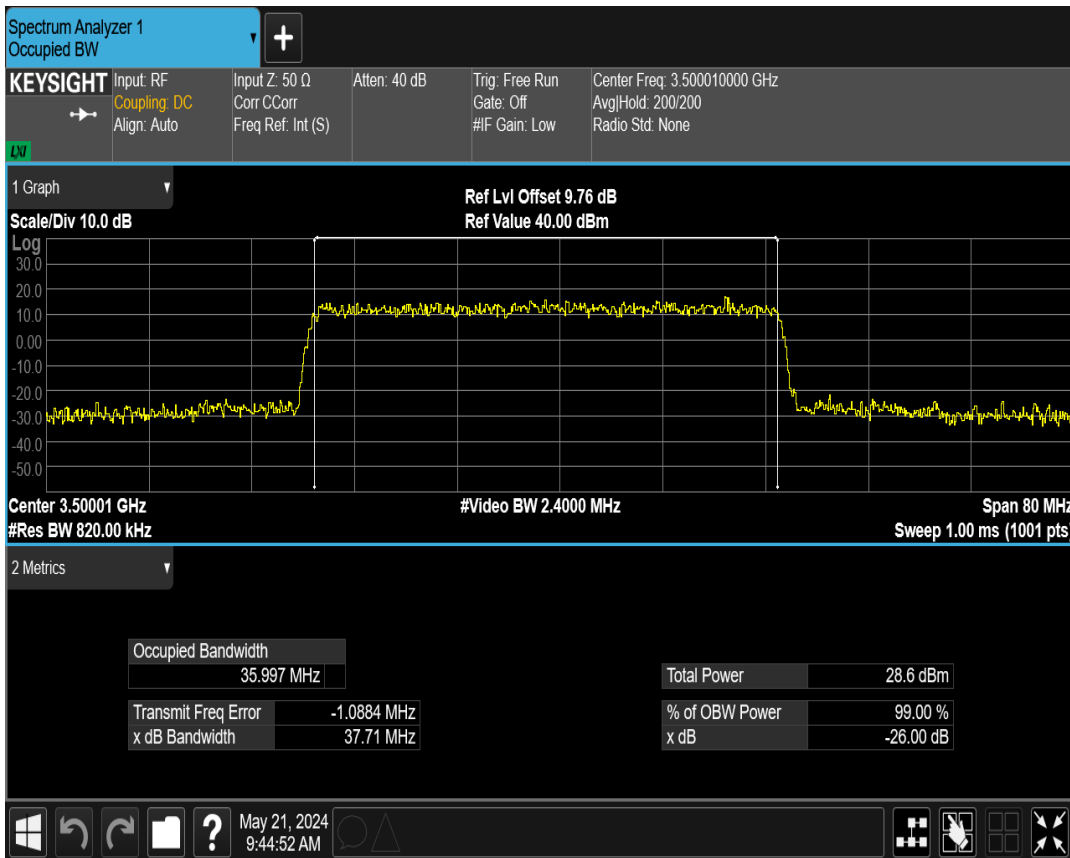 Spectrum Analyzer 1
Occupied BW
KEYSIGHT
LXI
Input: RF
Coupling: DC
Align: Auto
Input Z: 50 Ω
Corr CCorr
Freq Ref: Int (S)
Atten: 40 dB
Trig: Free Run
Gate: Off
#IF Gain: Low
Center Freq: 3.500010000 GHz
Avg|Hold: 200/200
Radio Std: None
1 Graph
Scale/Div 10.0 dB
Ref Lvl Offset 9.76 dB
Ref Value 40.00 dBm
Log
30.0
20.0
10.0
0.00
-10.0
-20.0
-30.0
-40.0
-50.0
Center 3.50001 GHz
#Video BW 2.4000 MHz
Span 80 MHz
#Res BW 820.00 kHz
Sweep 1.00 ms (1001 pts)
2 Metrics
Occupied Bandwidth
35.997 MHz
Total Power 28.6 dBm
Transmit Freq Error -1.0884 MHz
% of OBW Power 99.00 %
x dB Bandwidth 37.71 MHz
x dB -26.00 dB
?
May 21, 2024
9:44:52 AM